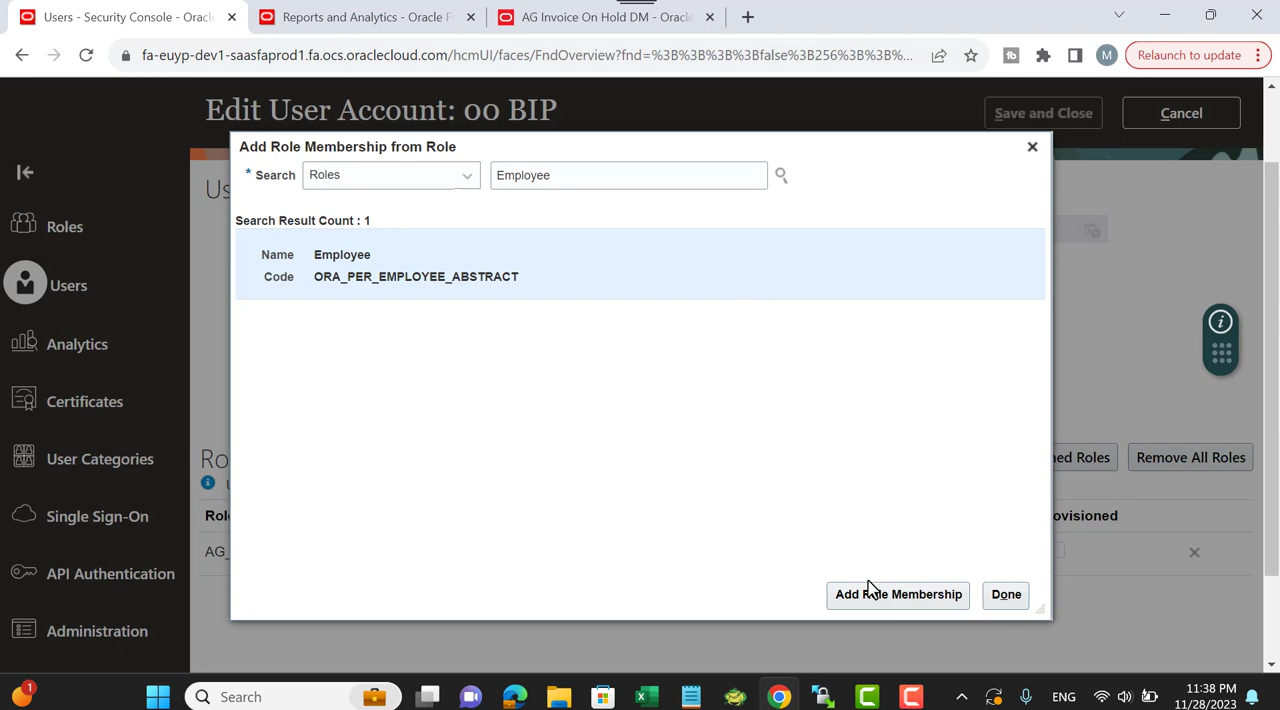 Users - Security Console - Oracl
Reports and Analytics - Oracle F
AG Invoice On Hold DM - Oracle
fa-euyp-dev1-saasfaprod1.fa.ocs.oraclecloud.com/hcmUI/faces/FndOverview?fnd=%3B%3B%3B%3Bfalse%3B256%3B%3B%...
tb
M
Relaunch to update
Edit User Account: 00 BIP
Save and Close
Cancel
Add Role Membership from Role
* Search
Roles
Employee
Search Result Count : 1
Name Employee
Code ORA_PER_EMPLOYEE_ABSTRACT
Add Role Membership
Done
Roles
Users
Analytics
Certificates
User Categories
Single Sign-On
API Authentication
Administration
Remove All Roles
AG_
1
Search
ENG
11:38 PM
11/28/2023